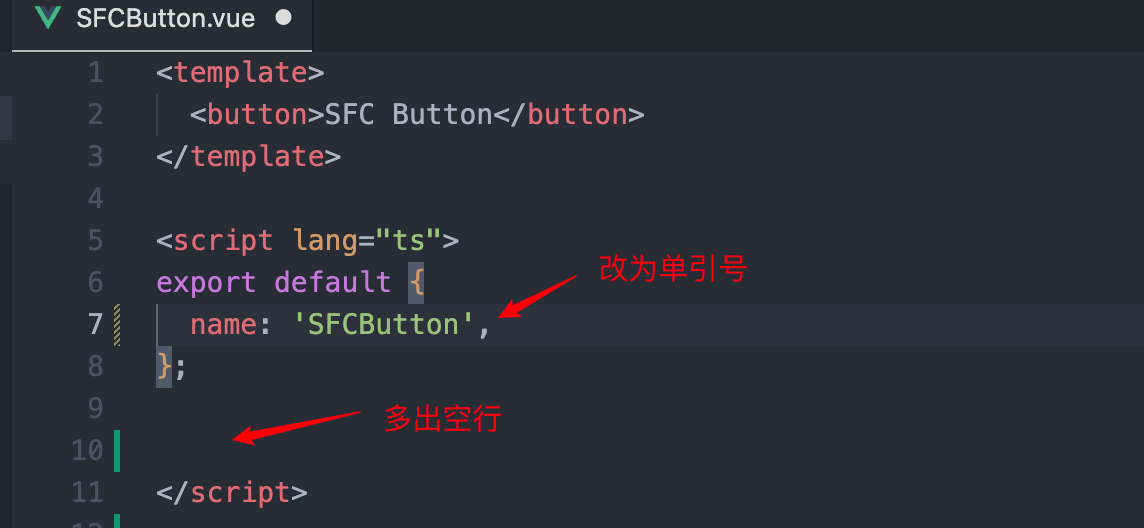 SFCButton.vue
1 <template>
2 <button>SFC Button</button>
3 </template>
4
5 <script lang="ts">
6 export default {
改为单引号
7 name: 'SFCButton',
8 };
9
多出空行
10
11 </script>